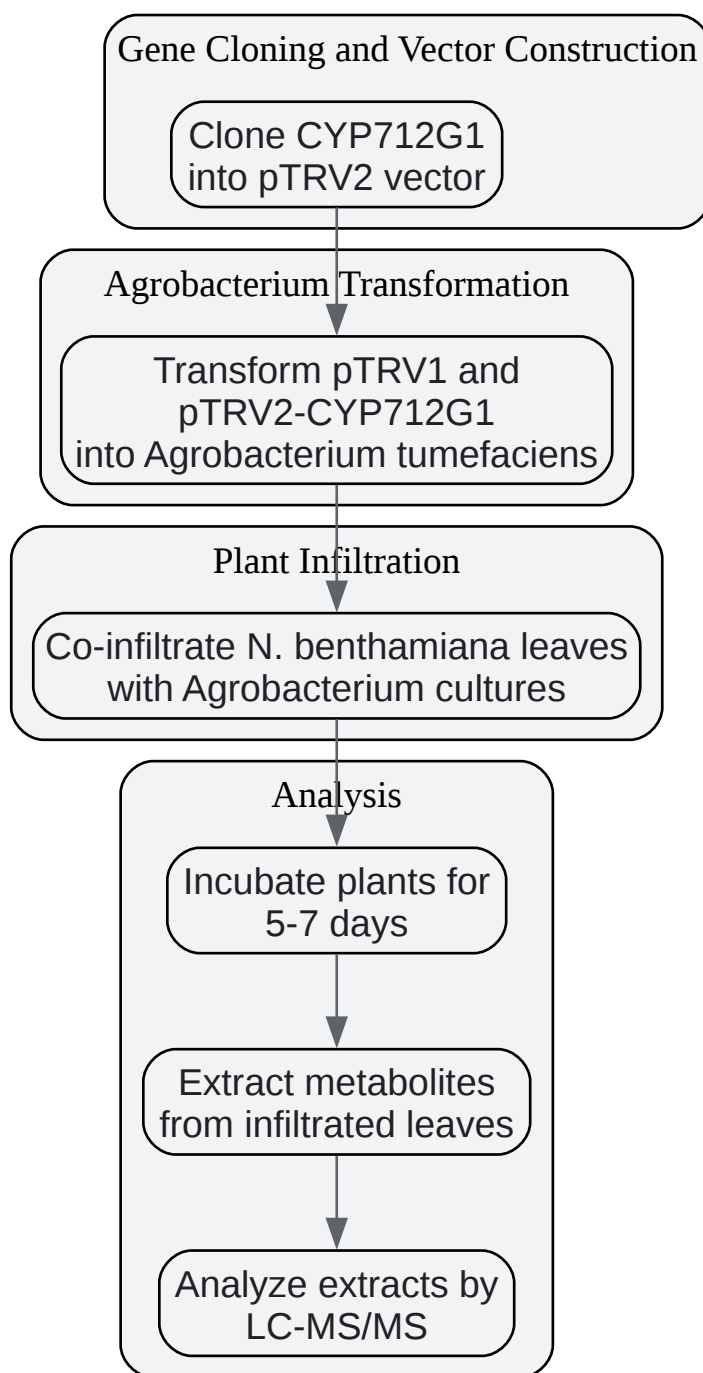 Gene Cloning and Vector Construction
Clone CYP712G1
into pTRV2 vector
Agrobacterium Transformation
Transform pTRV1 and
pTRV2-CYP712G1
into Agrobacterium tumefaciens
Plant Infiltration
Co-infiltrate N. benthamiana leaves
with Agrobacterium cultures
Analysis
Incubate plants for
5-7 days
Extract metabolites
from infiltrated leaves
Analyze extracts by
LC-MS/MS